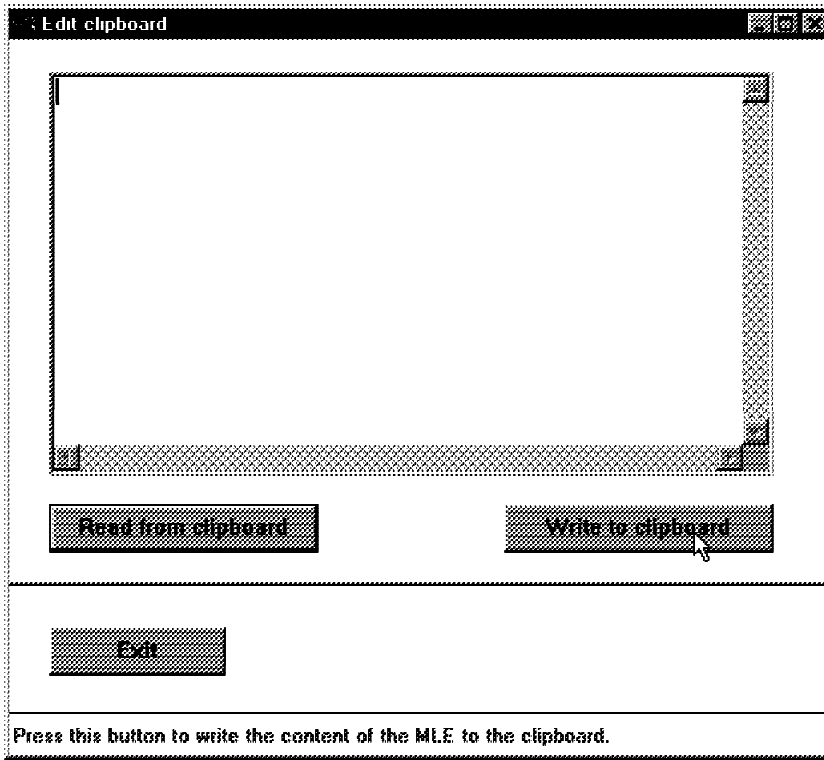 Edit clipboard
Read from clipboard
Write to clipboard
Exit
Press this button to write the content of the MLE to the clipboard.